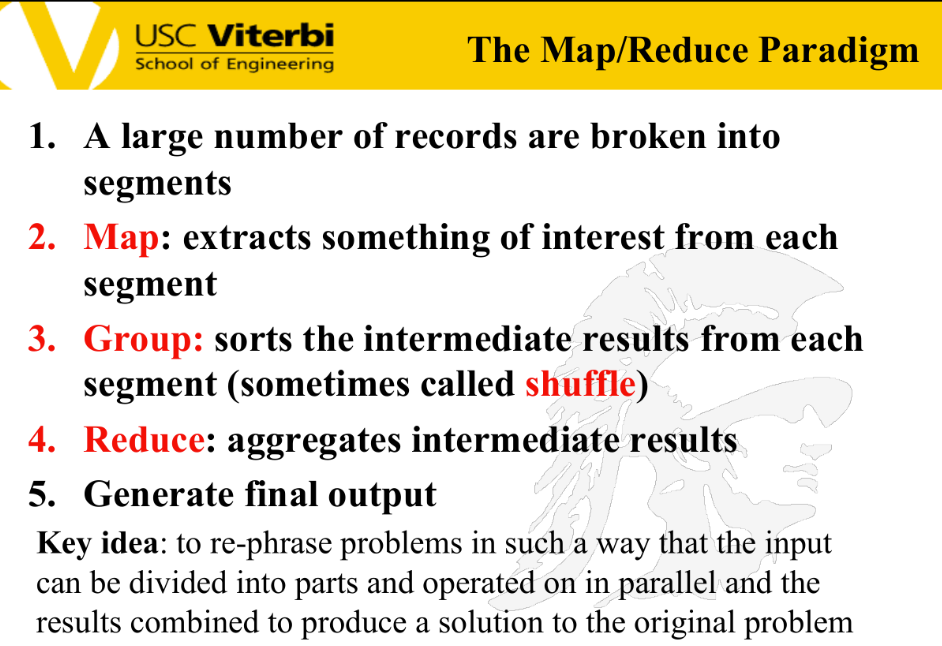 USC Viterbi
School of Engineering
The Map/Reduce Paradigm
1. A large number of records are broken into
segments
2. Map: extracts something of interest from each
segment
3. Group: sorts the intermediate results from each
segment (sometimes called shuffle)
4. Reduce: aggregates intermediate results
5. Generate final output
Key idea: to re-phrase problems in such a way that the input
can be divided into parts and operated on in parallel and the
results combined to produce a solution to the original problem